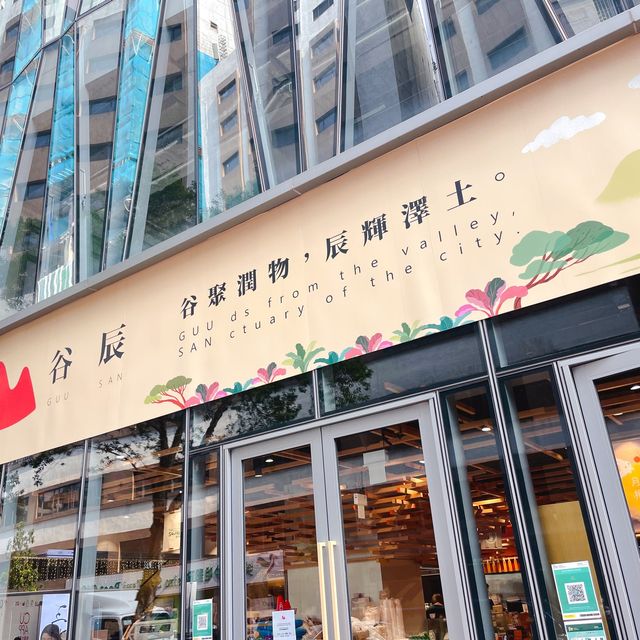 谷聚潤物，辰輝澤土。
GUU ds from the valley,
SAN ctuary of the city.
谷 辰
GUU SAN